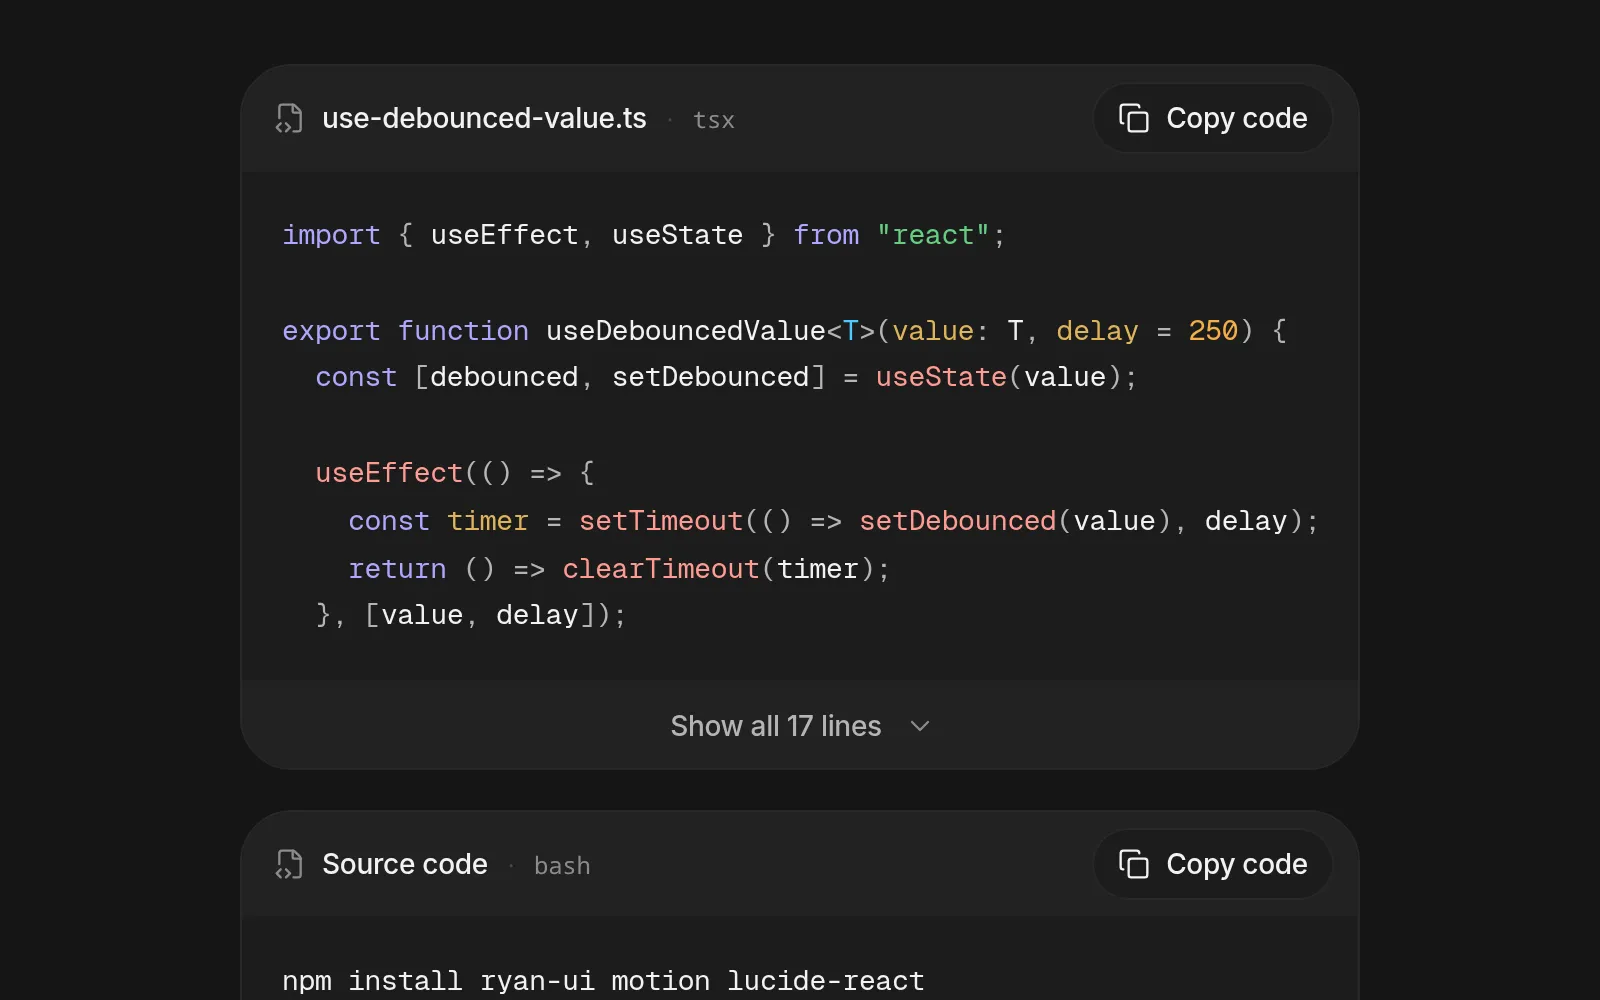 use-debounced-value.ts · tsx
Copy code
import { useEffect, useState } from "react";
export function useDebouncedValue<T>(value: T, delay = 250) {
  const [debounced, setDebounced] = useState(value);
  useEffect(() => {
    const timer = setTimeout(() => setDebounced(value), delay);
    return () => clearTimeout(timer);
  }, [value, delay]);
Show all 17 lines
Source code · bash
Copy code
npm install ryan-ui motion lucide-react